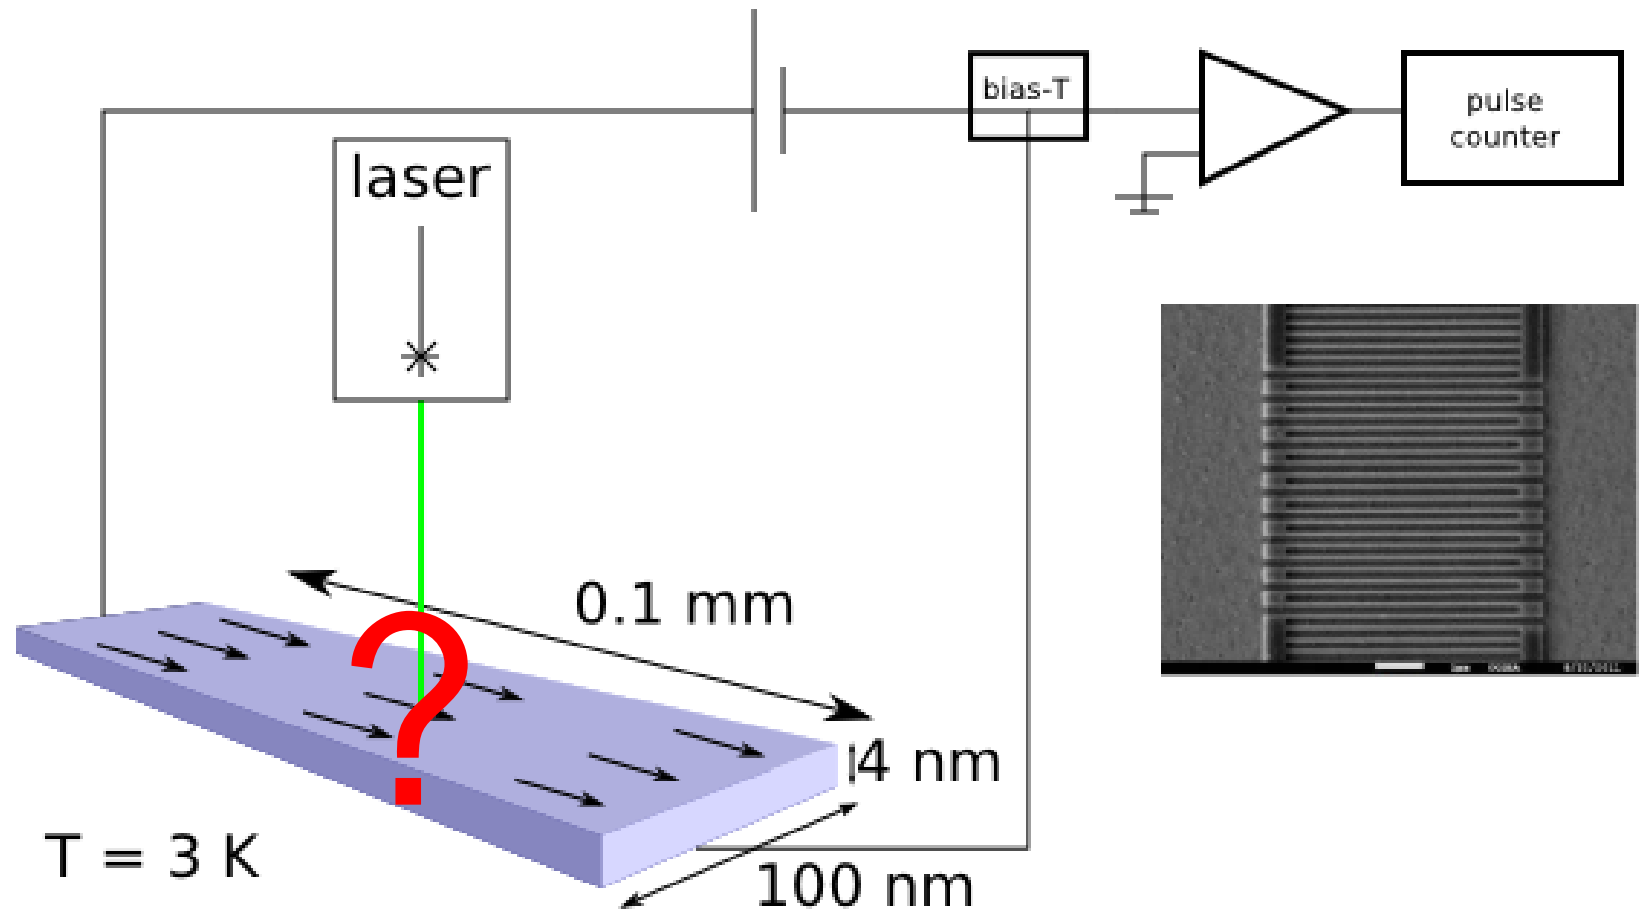 bias-T
pulse
counter
laser
?
0.1 mm
4 nm
T = 3 K
100 nm